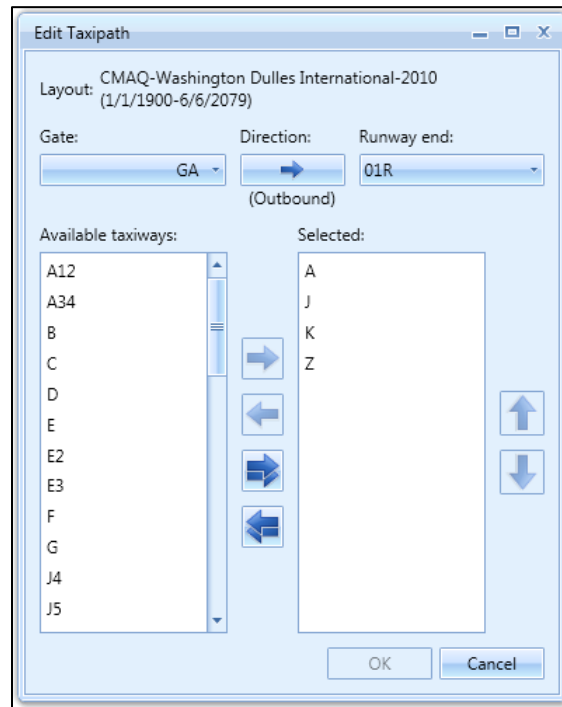 Edit Taxipath
Layout: CMAQ-Washington Dulles International-2010
(1/1/1900-6/6/2079)
Gate: Direction: Runway end:
GA 01R
(Outbound)
Available taxiways: Selected:
A12 A
A34 J
B K
C Z
D
E
E2
E3
F
G
J4
J5
OK Cancel